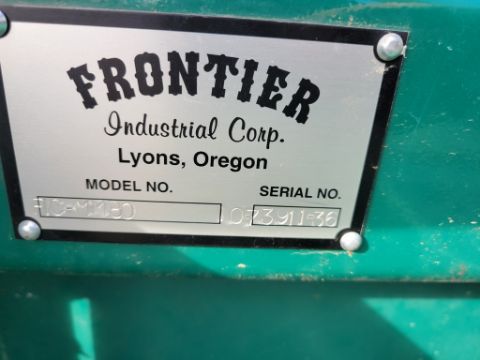 FRONTIER
Industrial Corp.
Lyons, Oregon
MODEL NO. SERIAL NO.